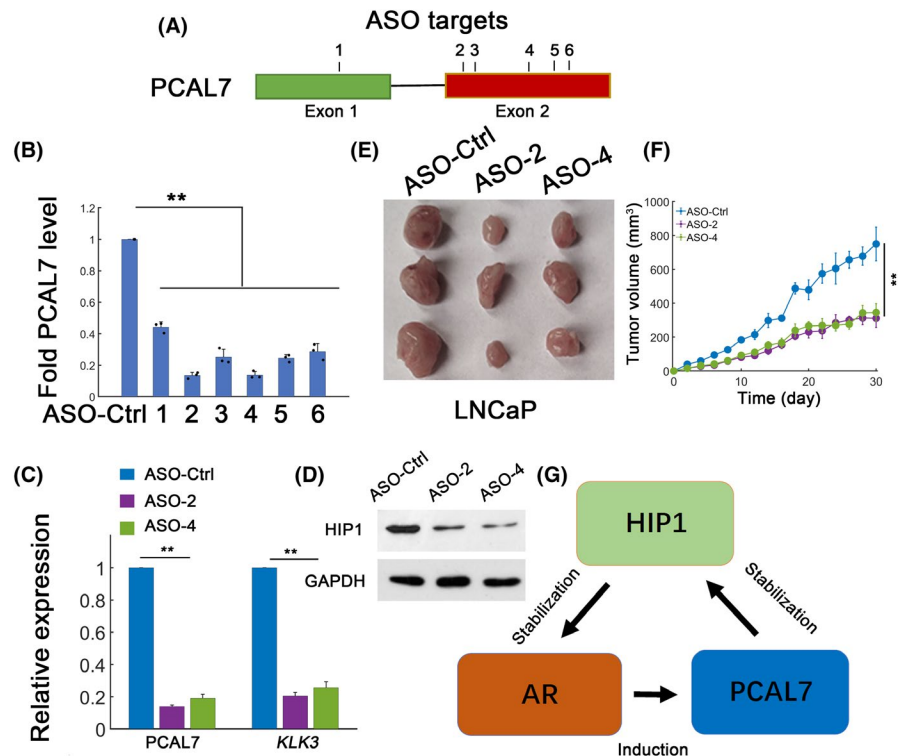 (A)
ASO targets
1 2 3 4 5 6
PCAL7
Exon 1 Exon 2
(B)
Fold PCAL7 level
1.2
1
0.8
0.6
0.4
0.2
0
**
ASO-Ctrl 1 2 3 4 5 6
(E)
ASO-Ctrl ASO-2 ASO-4
LNCaP
(F)
Tumor volume (mm³)
1000
800
600
400
200
0
ASO-Ctrl
ASO-2
ASO-4
**
0 10 20 30
Time (day)
(C)
ASO-Ctrl
ASO-2
ASO-4
Relative expression
1
0.8
0.6
0.4
0.2
0
** **
PCAL7 KLK3
(D)
ASO-Ctrl ASO-2 ASO-4
HIP1
GAPDH
(G)
HIP1
Stabilization Stabilization
AR PCAL7
Induction